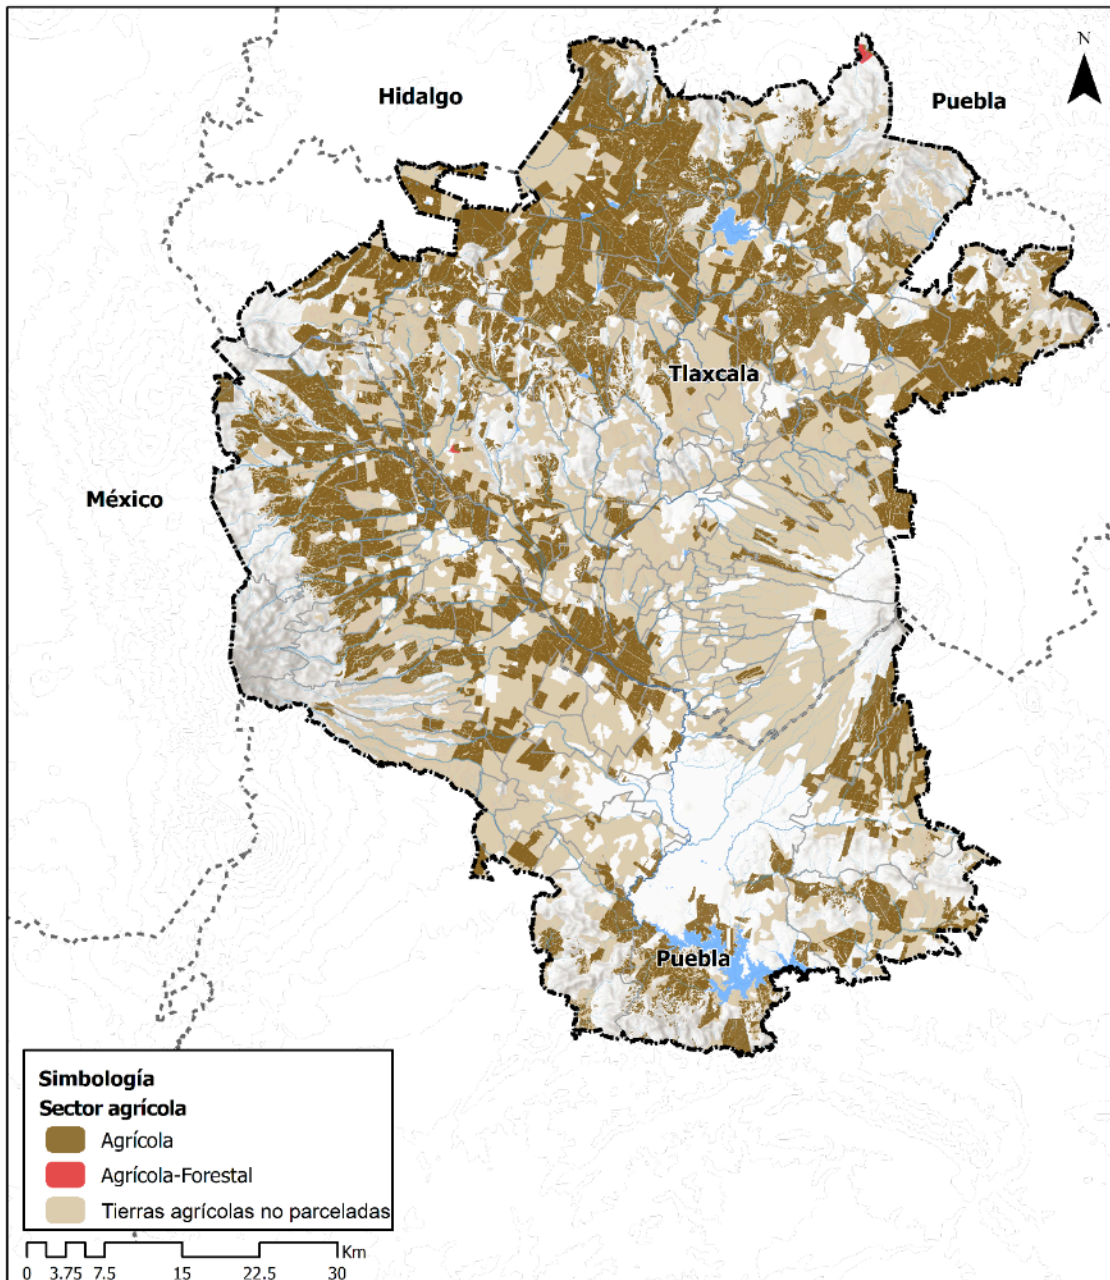 N
Hidalgo
Puebla
Tlaxcala
México
Puebla
Simbología
Sector agrícola
Agrícola
Agrícola-Forestal
Tierras agrícolas no parceladas
Km
0 3.75 7.5 15 22.5 30